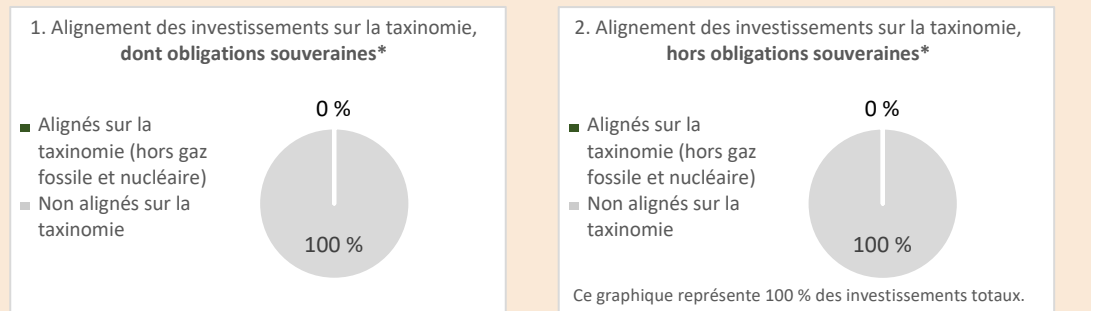 1. Alignement des investissements sur la taxinomie,
dont obligations souveraines*
0 %
Alignés sur la
taxinomie (hors gaz
fossile et nucléaire)
Non alignés sur la
taxinomie
100 %
2. Alignement des investissements sur la taxinomie,
hors obligations souveraines*
0 %
Alignés sur la
taxinomie (hors gaz
fossile et nucléaire)
Non alignés sur la
taxinomie
100 %
Ce graphique représente 100 % des investissements totaux.